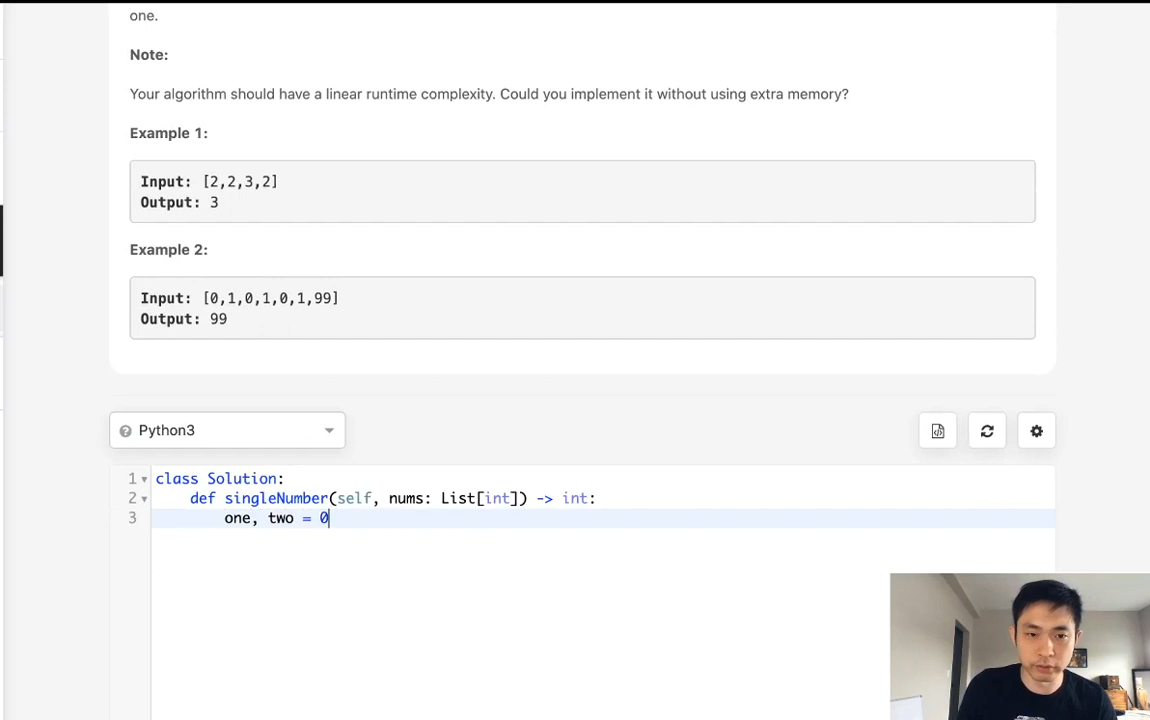 one.
Note:
Your algorithm should have a linear runtime complexity. Could you implement it without using extra memory?
Example 1:
Input: [2,2,3,2]
Output: 3
Example 2:
Input: [0,1,0,1,0,1,99]
Output: 99
Python3
1 class Solution:
2 def singleNumber(self, nums: List[int]) -> int:
3 one, two = 0